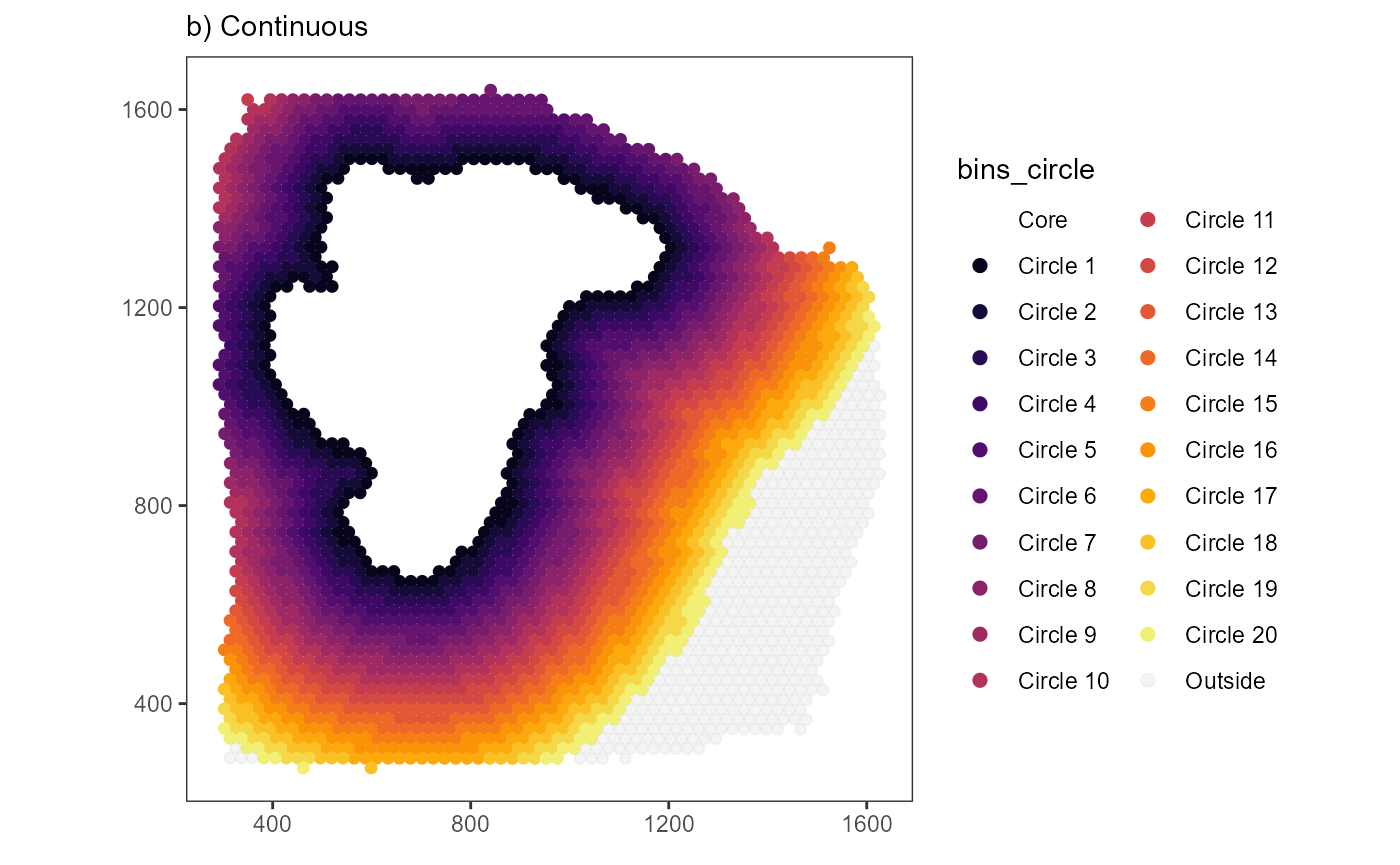 b) Continuous
1600
1200
800
400
400
800
1200
1600
bins_circle
Core
Circle 1
Circle 2
Circle 3
Circle 4
Circle 5
Circle 6
Circle 7
Circle 8
Circle 9
Circle 10
Circle 11
Circle 12
Circle 13
Circle 14
Circle 15
Circle 16
Circle 17
Circle 18
Circle 19
Circle 20
Outside